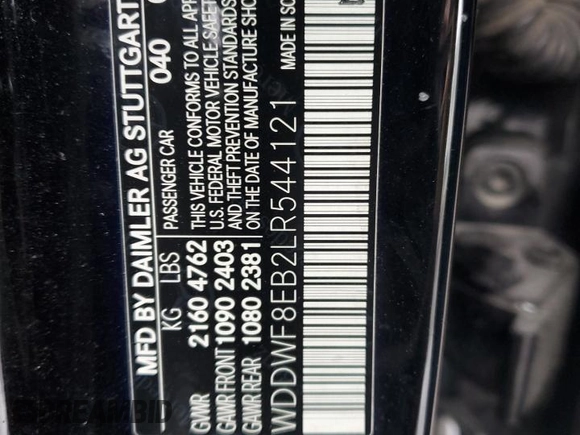 MFD BY DAIMLER AG STUTTGART
040
KG LBS PASSENGER CAR
GVWR 2160 4762 THIS VEHICLE CONFORMS TO ALL APP
GAWR FRONT 1090 2403 U.S. FEDERAL MOTOR VEHICLE SAFETY
AND THEFT PREVENTION STANDARDS
GAWR REAR 1080 2381 ON THE DATE OF MANUFACTURE SHO
WDDWF8EB2LR544121 MADE IN
STREAMBID